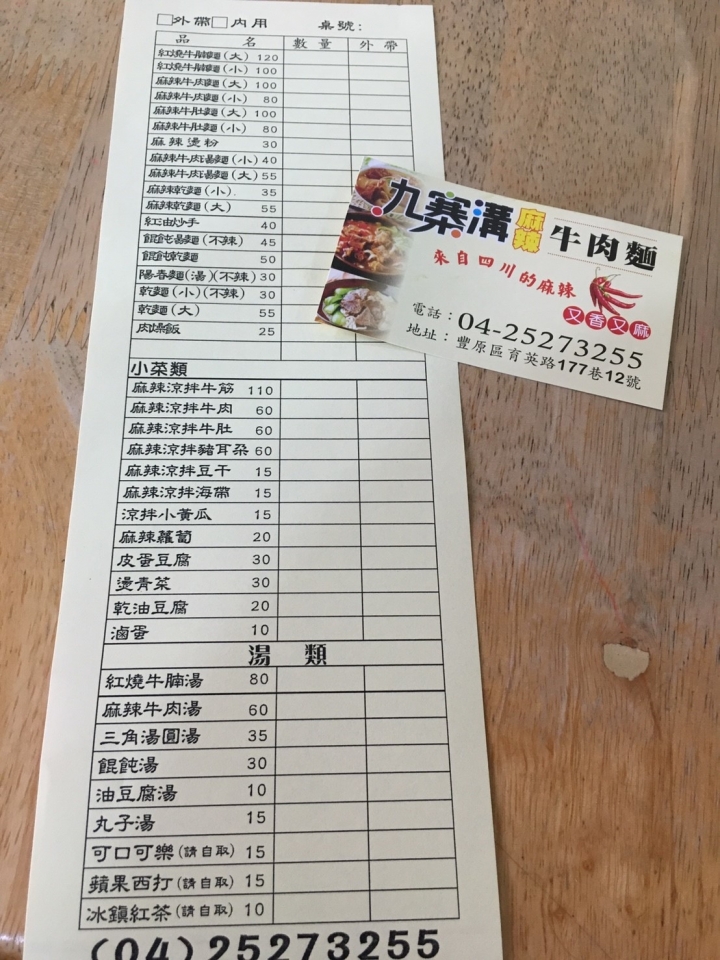 □外帶□內用 桌號：
品 名 數量 外帶
紅燒牛腩麵(大) 120
紅燒牛腩麵(小) 100
麻辣牛肉麵(大) 100
麻辣牛肉麵(小) 80
麻辣牛肚麵(大) 100
麻辣牛肚麵(小) 80
麻辣燙粉 30
麻辣牛肉湯麵(小) 40
麻辣牛肉湯麵(大) 55
麻辣乾麵(小). 35
麻辣乾麵(大) 55
紅油炒手 40
餛飩湯麵(不辣) 45
餛飩乾麵 50
陽春麵(湯)(不辣) 30
乾麵(小)(不辣) 30
乾麵(大) 55
肉燥飯 25
小菜類
麻辣涼拌牛筋 110
麻辣涼拌牛肉 60
麻辣涼拌牛肚 60
麻辣涼拌豬耳朵 60
麻辣涼拌豆干 15
麻辣涼拌海帶 15
涼拌小黃瓜 15
麻辣蘿蔔 20
皮蛋豆腐 30
燙青菜 30
乾油豆腐 20
滷蛋 10
湯 類
紅燒牛腩湯 80
麻辣牛肉湯 60
三角湯圓湯 35
餛飩湯 30
油豆腐湯 10
丸子湯 15
可口可樂(請自取) 15
蘋果西打(請自取) 15
冰鎮紅茶(請自取) 10
(04)25273255
九寨溝麻辣牛肉麵
來自四川的麻辣
又香又麻
電話：04-25273255
地址：豐原區育英路177巷12號